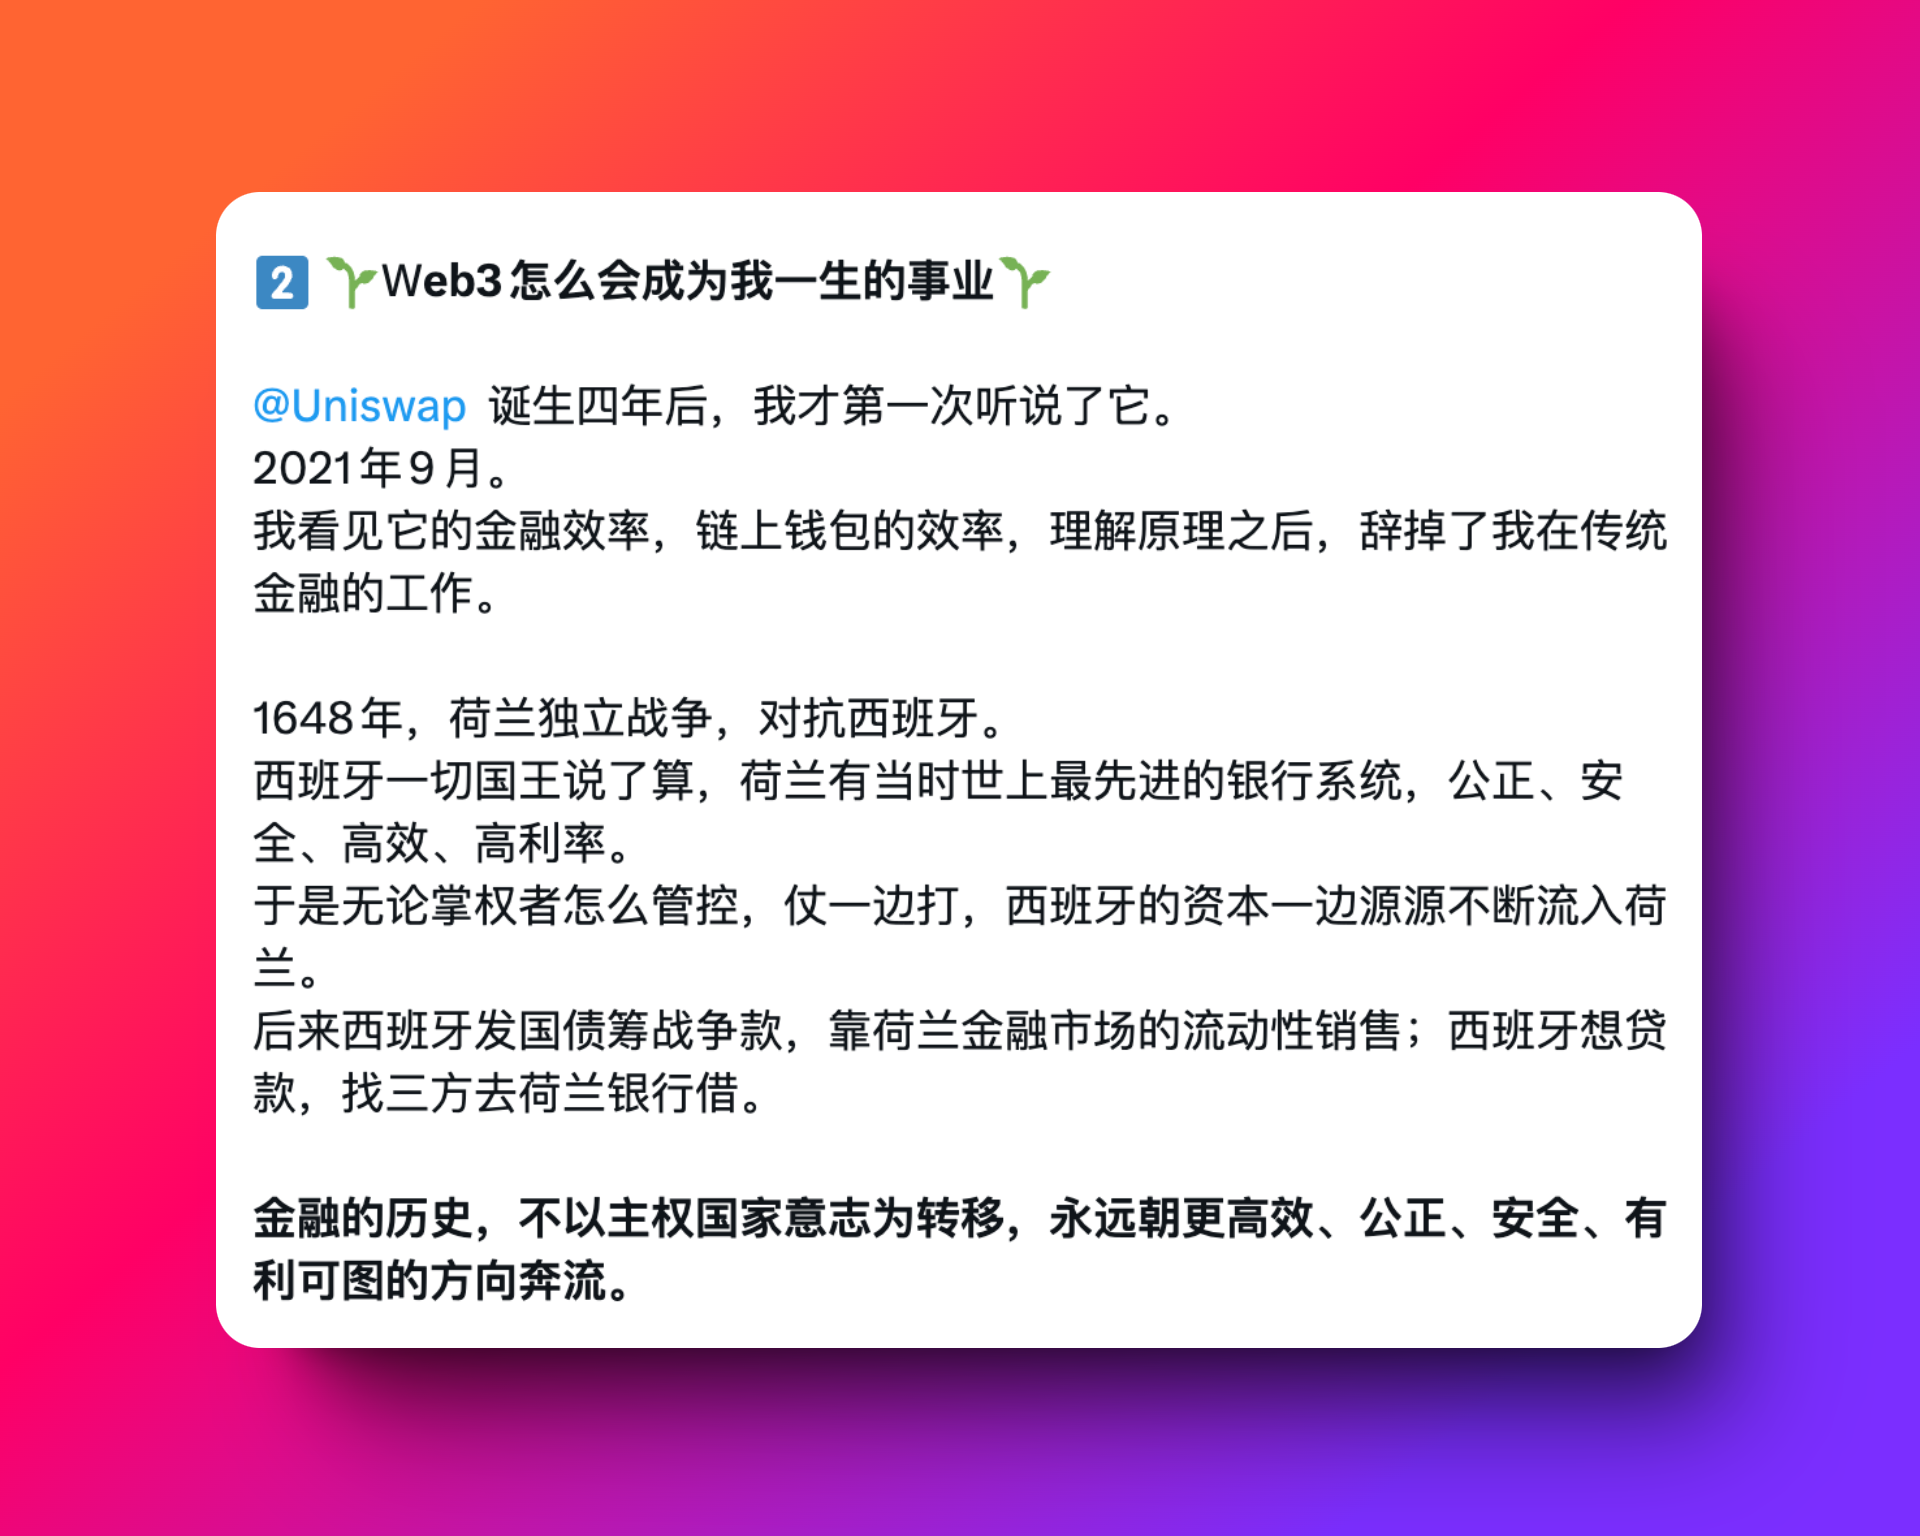 2️⃣ 🌱Web3怎么会成为我一生的事业🌱
@Uniswap 诞生四年后，我才第一次听说了它。
2021年9月。
我看见它的金融效率，链上钱包的效率，理解原理之后，辞掉了我在传统
金融的工作。
1648年，荷兰独立战争，对抗西班牙。
西班牙一切国王说了算，荷兰有当时世上最先进的银行系统，公正、安
全、高效、高利率。
于是无论掌权者怎么管控，仗一边打，西班牙的资本一边源源不断流入荷
兰。
后来西班牙发国债筹战争款，靠荷兰金融市场的流动性销售；西班牙想贷
款，找三方去荷兰银行借。
金融的历史，不以主权国家意志为转移，永远朝更高效、公正、安全、有
利可图的方向奔流。